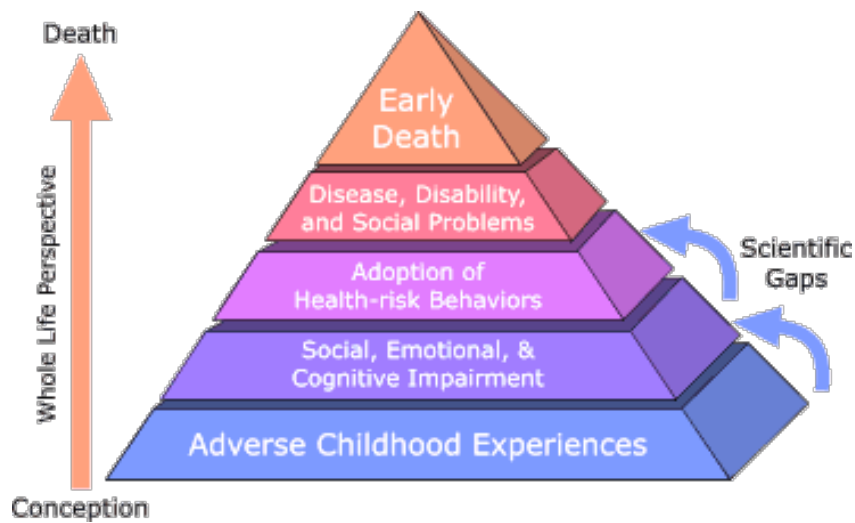 Death
Whole Life Perspective
Conception
Early
Death
Disease, Disability,
and Social Problems
Adoption of
Health-risk Behaviors
Social, Emotional, &
Cognitive Impairment
Adverse Childhood Experiences
Scientific
Gaps